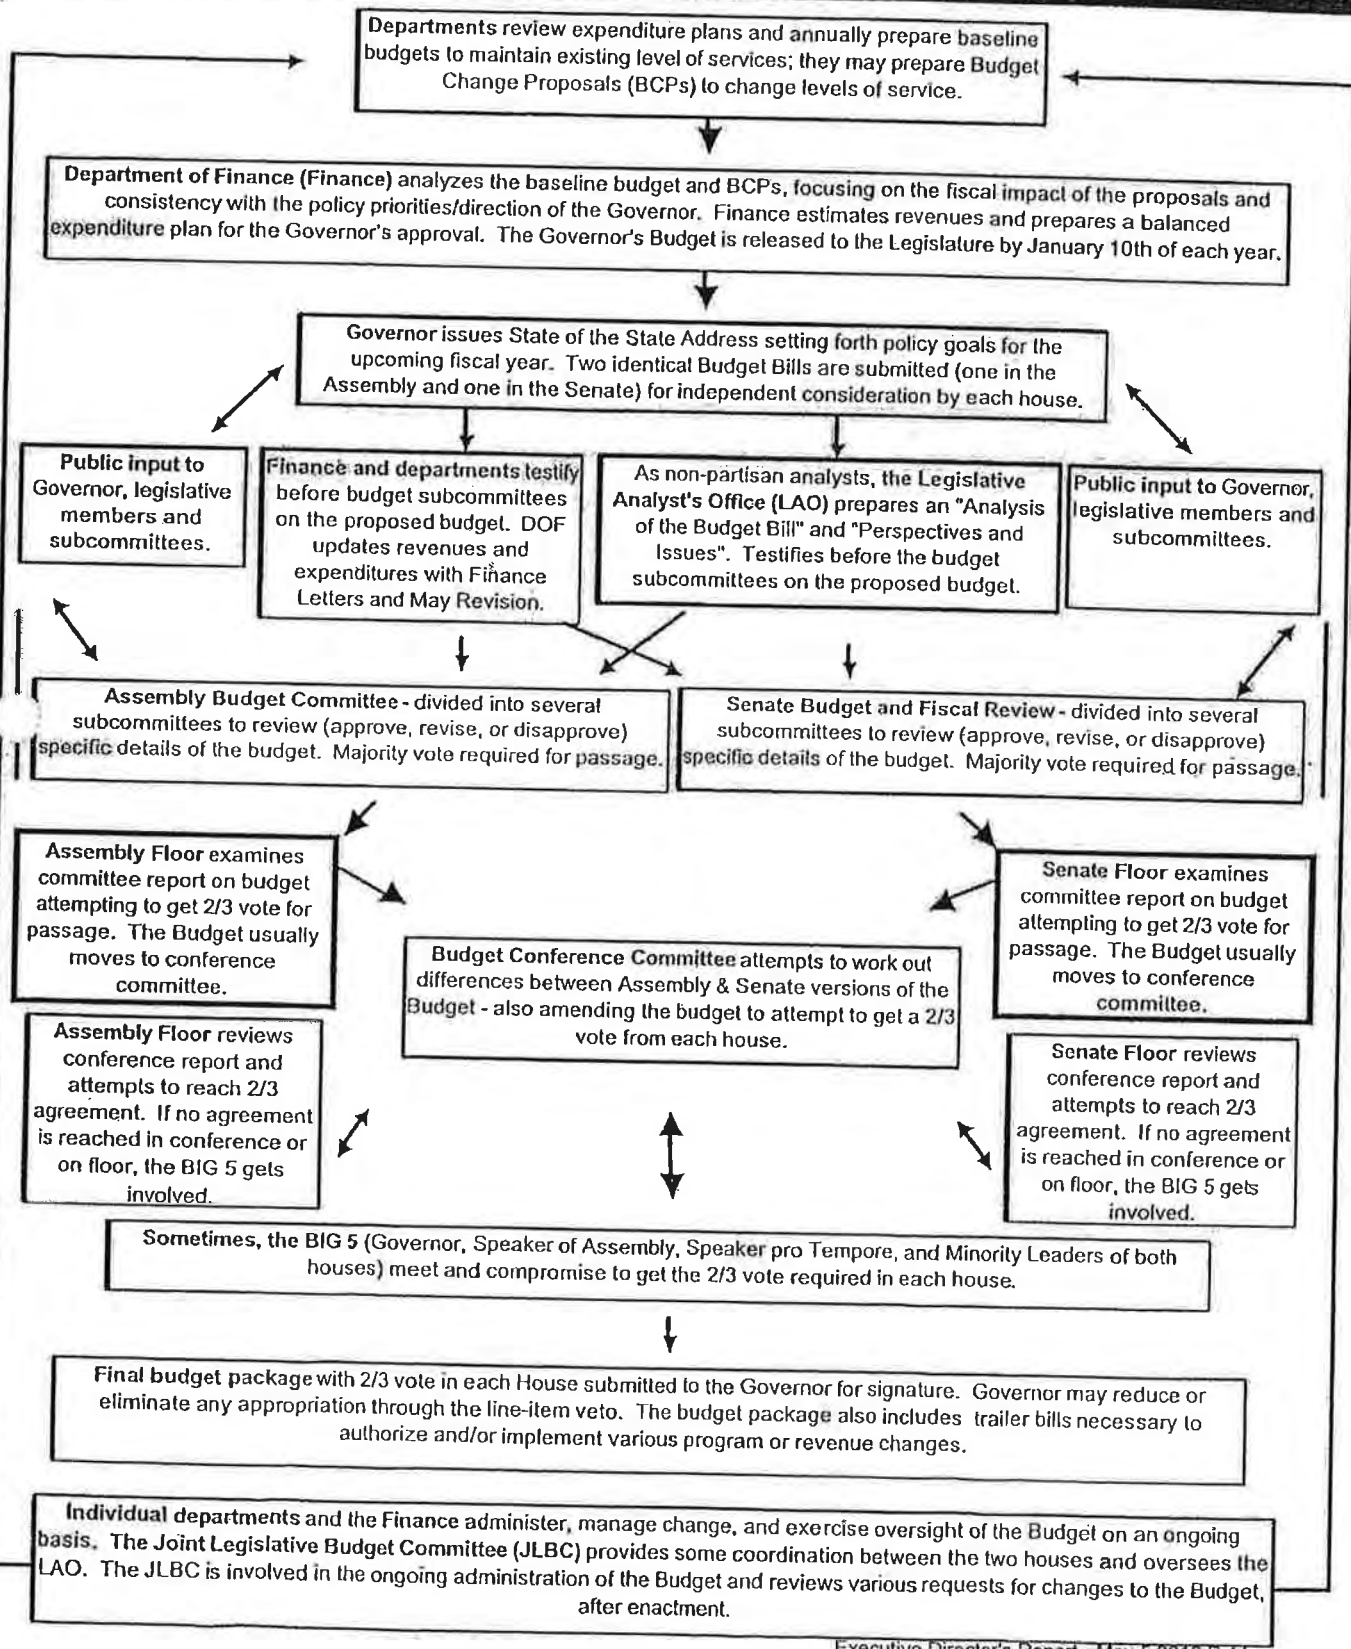 Departments review expenditure plans and annually prepare baseline
budgets to maintain existing level of services; they may prepare Budget
Change Proposals (BCPs) to change levels of service.
Department of Finance (Finance) analyzes the baseline budget and BCPs, focusing on the fiscal impact of the proposals and
consistency with the policy priorities/direction of the Governor. Finance estimates revenues and prepares a balanced
expenditure plan for the Governor's approval. The Governor's Budget is released to the Legislature by January 10th of each year.
Governor issues State of the State Address setting forth policy goals for the
upcoming fiscal year. Two identical Budget Bills are submitted (one in the
Assembly and one in the Senate) for independent consideration by each house.
Public input to
Governor, legislative
members and
subcommittees.
Finance and departments testify
before budget subcommittees
on the proposed budget. DOF
updates revenues and
expenditures with Finance
Letters and May Revision.
As non-partisan analysts, the Legislative
Analyst's Office (LAO) prepares an "Analysis
of the Budget Bill" and "Perspectives and
Issues". Testifies before the budget
subcommittees on the proposed budget.
Public input to Governor,
legislative members and
subcommittees.
Assembly Budget Committee - divided into several
subcommittees to review (approve, revise, or disapprove)
specific details of the budget. Majority vote required for passage.
Senate Budget and Fiscal Review - divided into several
subcommittees to review (approve, revise, or disapprove)
specific details of the budget. Majority vote required for passage.
Assembly Floor examines
committee report on budget
attempting to get 2/3 vote for
passage. The Budget usually
moves to conference
committee.
Senate Floor examines
committee report on budget
attempting to get 2/3 vote for
passage. The Budget usually
moves to conference
committee.
Budget Conference Committee attempts to work out
differences between Assembly & Senate versions of the
Budget - also amending the budget to attempt to get a 2/3
vote from each house.
Assembly Floor reviews
conference report and
attempts to reach 2/3
agreement. If no agreement
is reached in conference or
on floor, the BIG 5 gets
involved.
Senate Floor reviews
conference report and
attempts to reach 2/3
agreement. If no agreement
is reached in conference or
on floor, the BIG 5 gets
involved.
Sometimes, the BIG 5 (Governor, Speaker of Assembly, Speaker pro Tempore, and Minority Leaders of both
houses) meet and compromise to get the 2/3 vote required in each house.
Final budget package with 2/3 vote in each House submitted to the Governor for signature. Governor may reduce or
eliminate any appropriation through the line-item veto. The budget package also includes trailer bills necessary to
authorize and/or implement various program or revenue changes.
Individual departments and the Finance administer, manage change, and exercise oversight of the Budget on an ongoing
basis. The Joint Legislative Budget Committee (JLBC) provides some coordination between the two houses and oversees the
LAO. The JLBC is involved in the ongoing administration of the Budget and reviews various requests for changes to the Budget,
after enactment.
Executive Director's Report